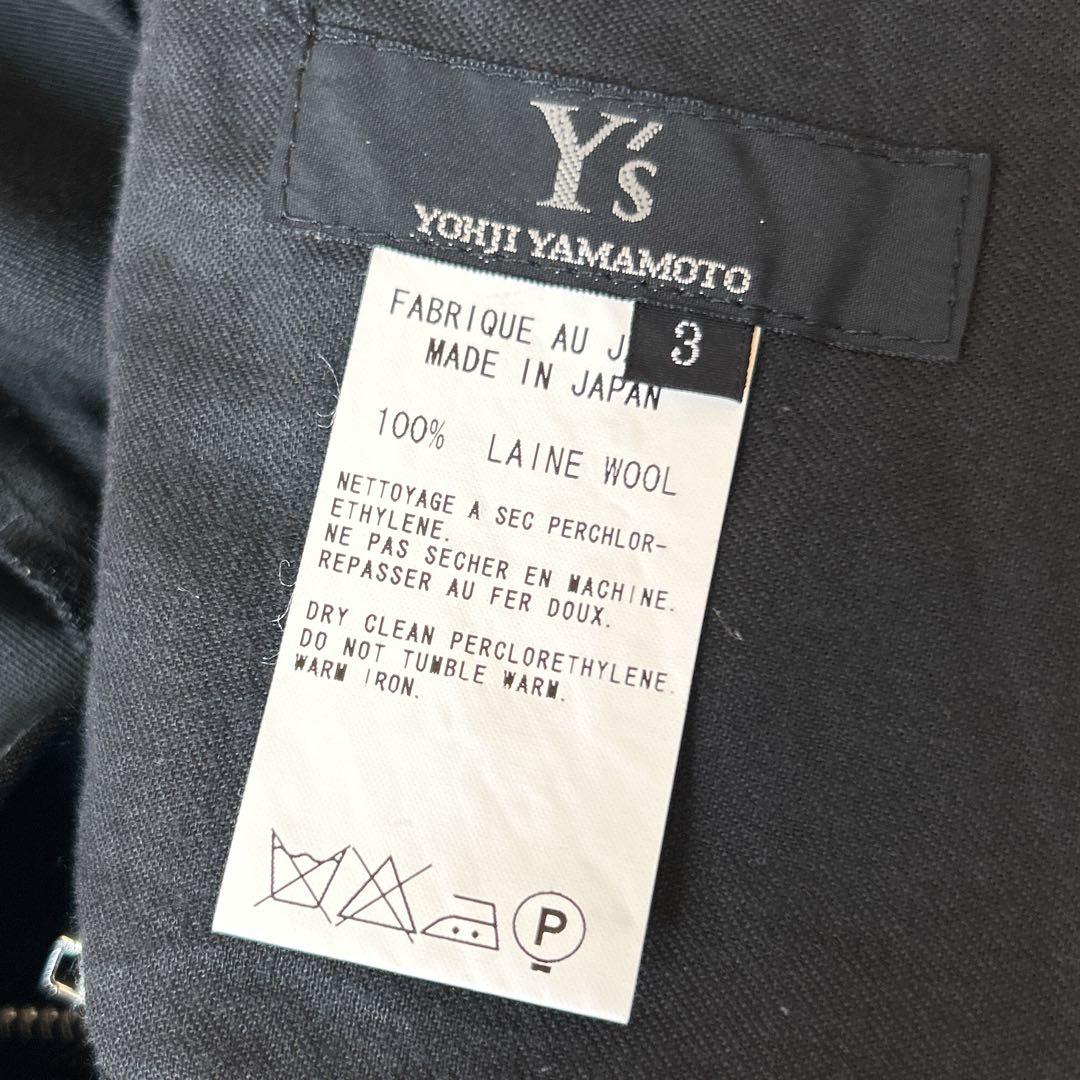 Y's
YOHJI YAMAMOTO
3
FABRIQUE AU J
MADE IN JAPAN
100% LAINE WOOL
NETTOYAGE A SEC PERCHLOR-
ETHYLENE.
NE PAS SECHER EN MACHINE.
REPASSER AU FER DOUX.
DRY CLEAN PERCLORETHYLENE.
DO NOT TUMBLE WARM.
WARM IRON.
P